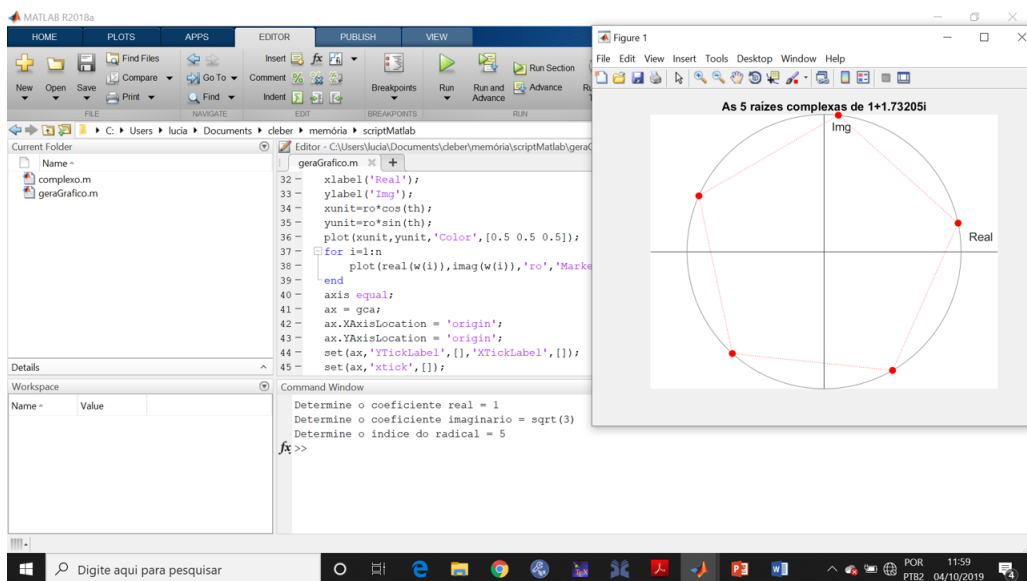 MATLAB R2018a
HOME PLOTS APPS EDITOR PUBLISH VIEW
New Open Save
Find Files
Compare
Print
FILE
Go To
Find
NAVIGATE
Insert fx
Comment
Indent
EDIT
Breakpoints
BREAKPOINTS
Run
Run and Advance
Run Section
Advance
RUN
C: Users lucia Documents cleber memória scriptMatlab
Current Folder
Name
complexo.m
geraGrafico.m
Details
Workspace
Name Value
Editor - C:\Users\lucia\Documents\cleber\memória\scriptMatlab\gera
geraGrafico.m
32 - xlabel('Real');
33 - ylabel('Img');
34 - xunit=ro*cos(th);
35 - yunit=ro*sin(th);
36 - plot(xunit,yunit,'Color',[0.5 0.5 0.5]);
37 - for i=1:n
38 - plot(real(w(i)),imag(w(i)),'ro','Marke
39 - end
40 - axis equal;
41 - ax = gca;
42 - ax.XAxisLocation = 'origin';
43 - ax.YAxisLocation = 'origin';
44 - set(ax,'YTickLabel',[],'XTickLabel',[]);
45 - set(ax,'xtick',[]);
Command Window
Determine o coeficiente real = 1
Determine o coeficiente imaginario = sqrt(3)
Determine o indice do radical = 5
fx >>
Figure 1
File Edit View Insert Tools Desktop Window Help
As 5 raízes complexas de 1+1.73205i
Img
Real
Digite aqui para pesquisar
POR
PTB2
11:59
04/10/2019
4